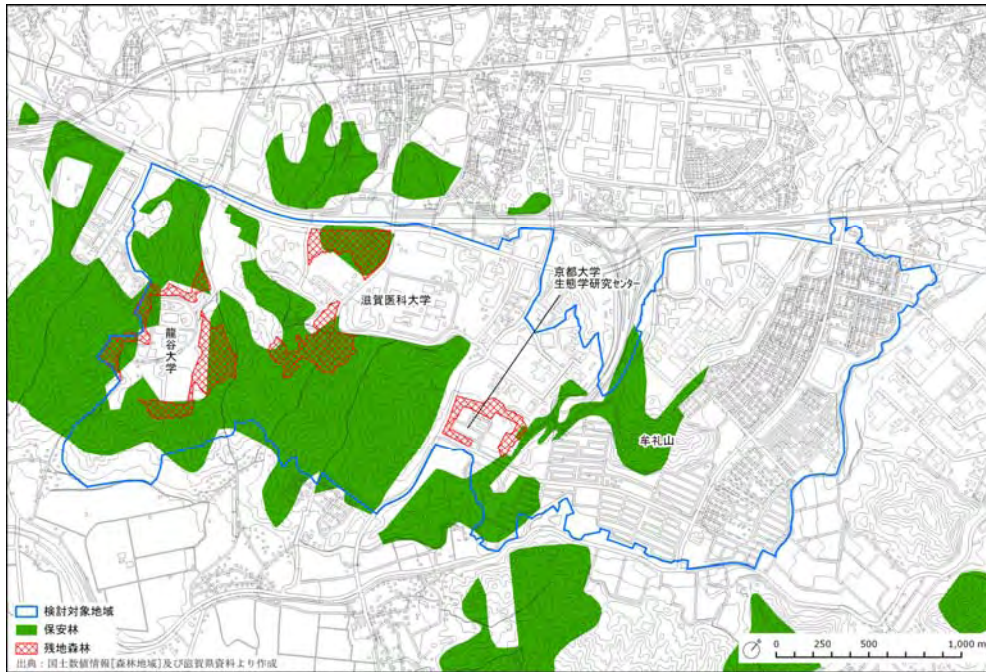 京都大学
生態学研究センター
滋賀医科大学
龍谷大学
牟礼山
検討対象地域
保安林
残地森林
出典：国土数値情報[森林地域]及び滋賀県資料より作成
0 250 500 1,000 m